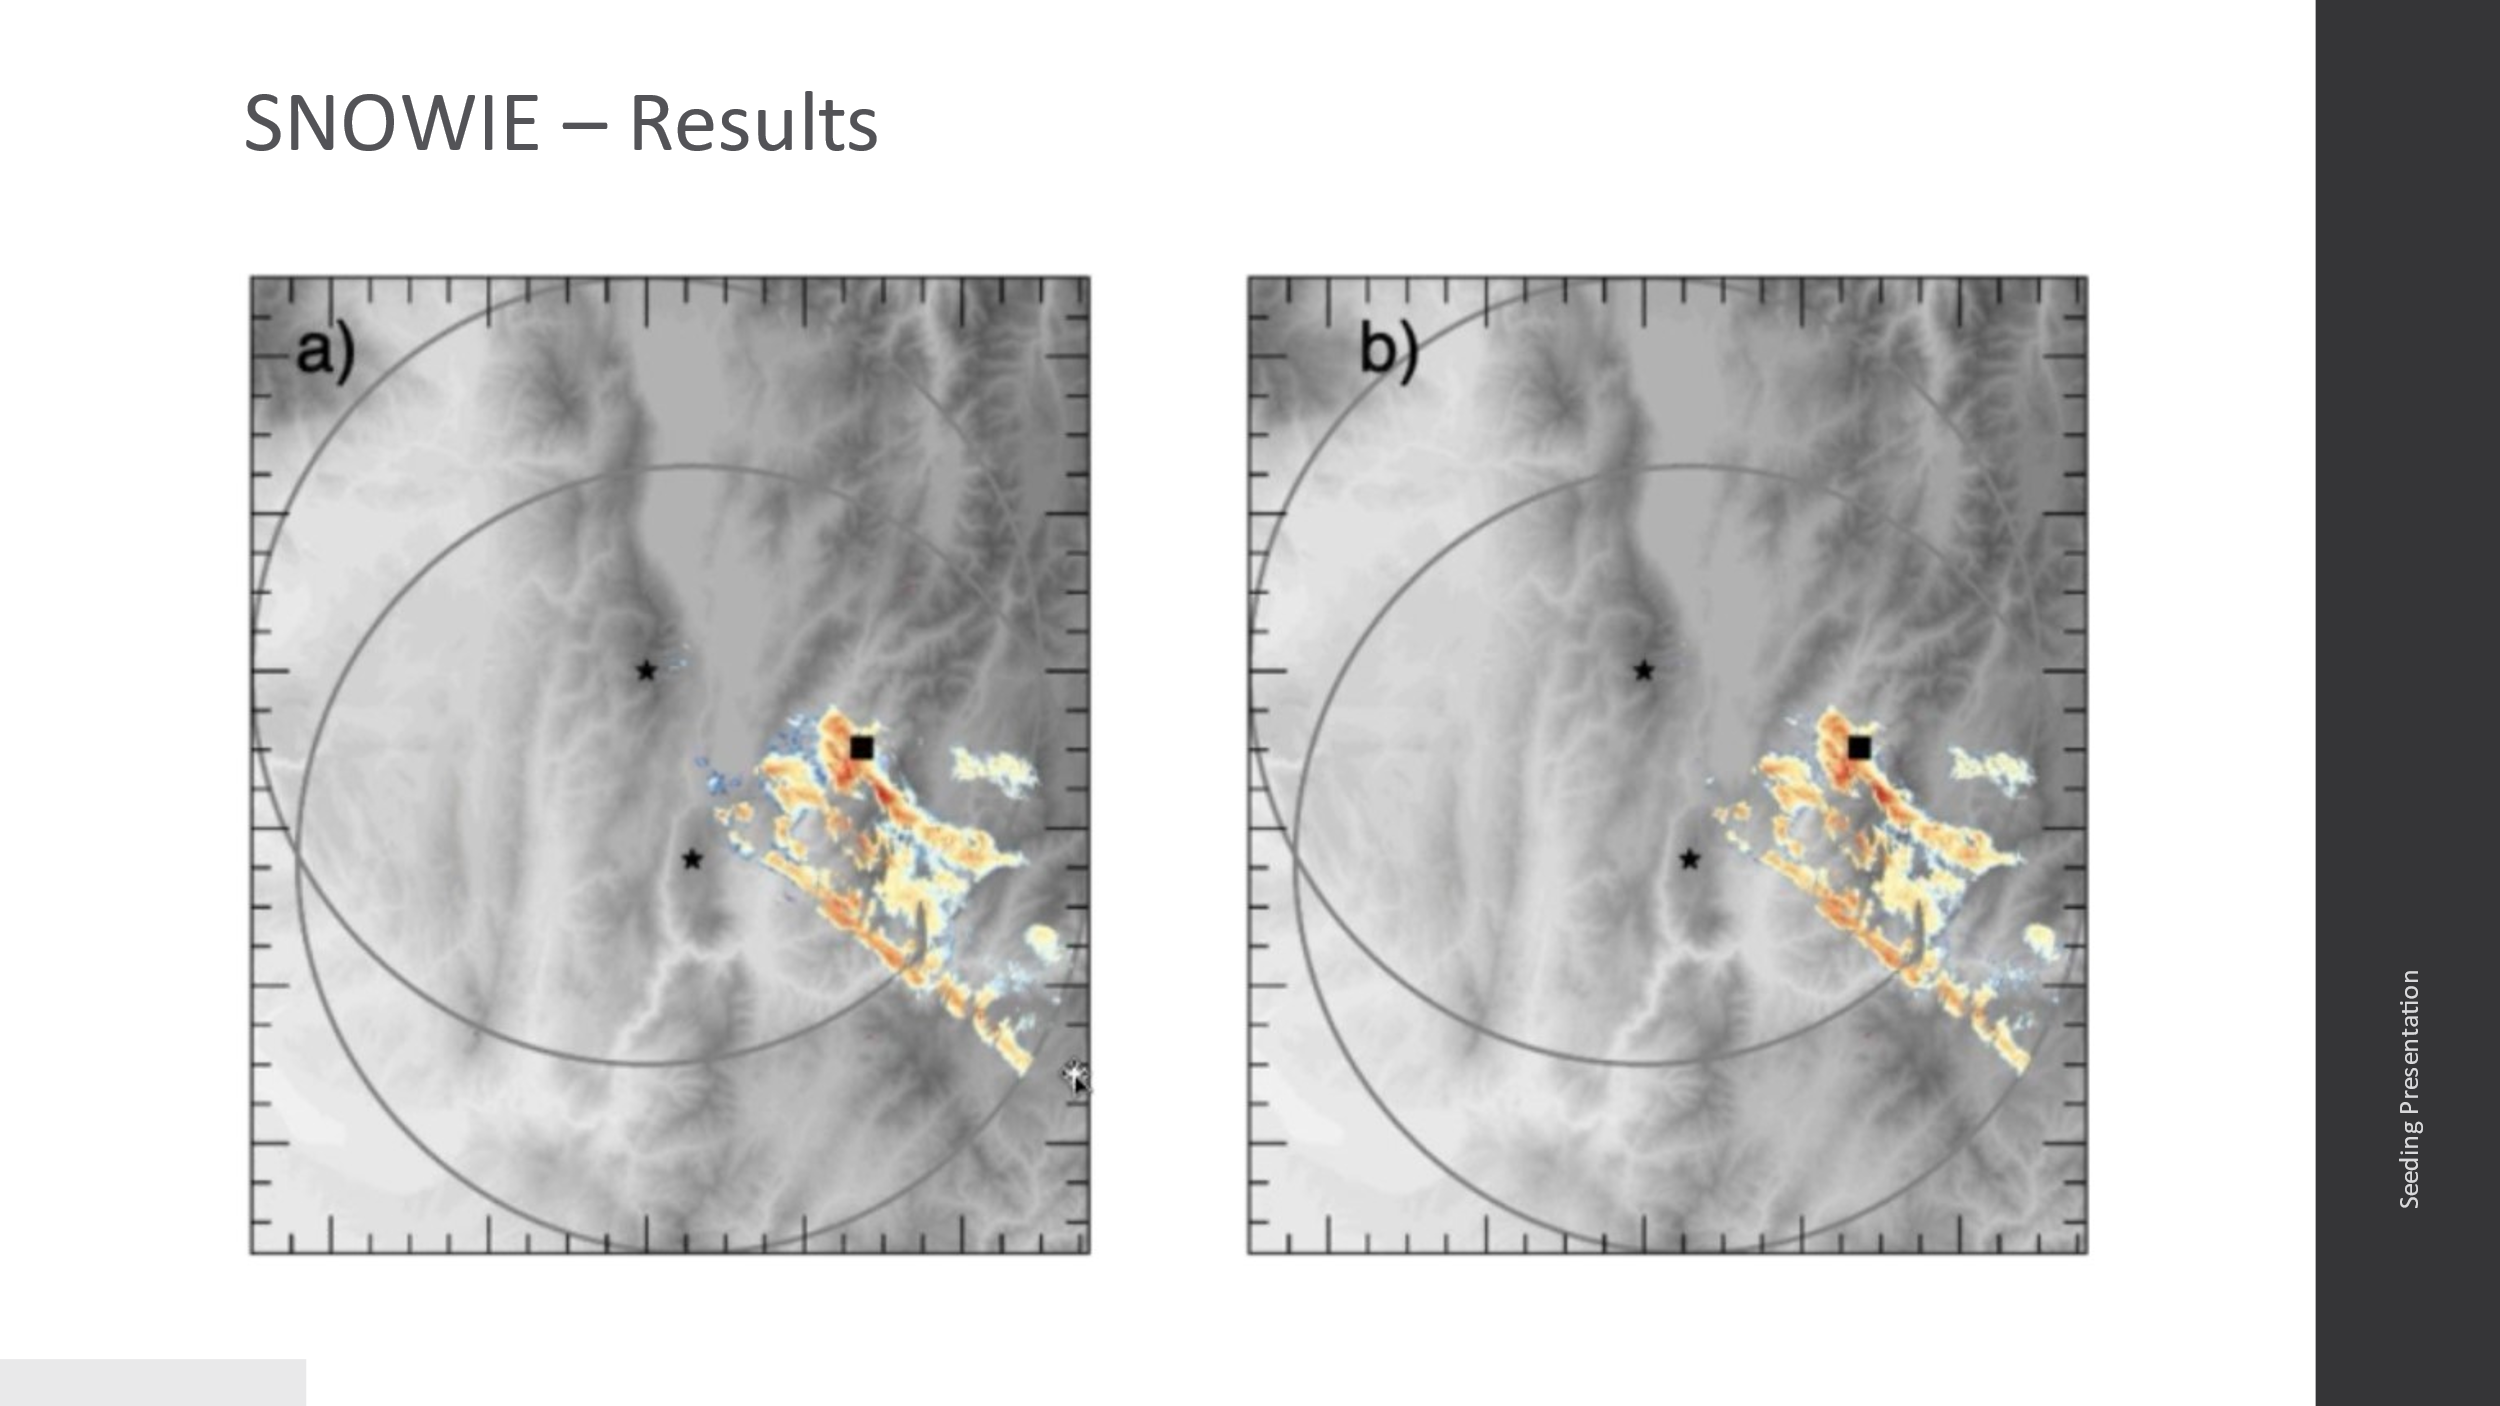 SNOWIE – Results
a)
b)
Seeding Presentation